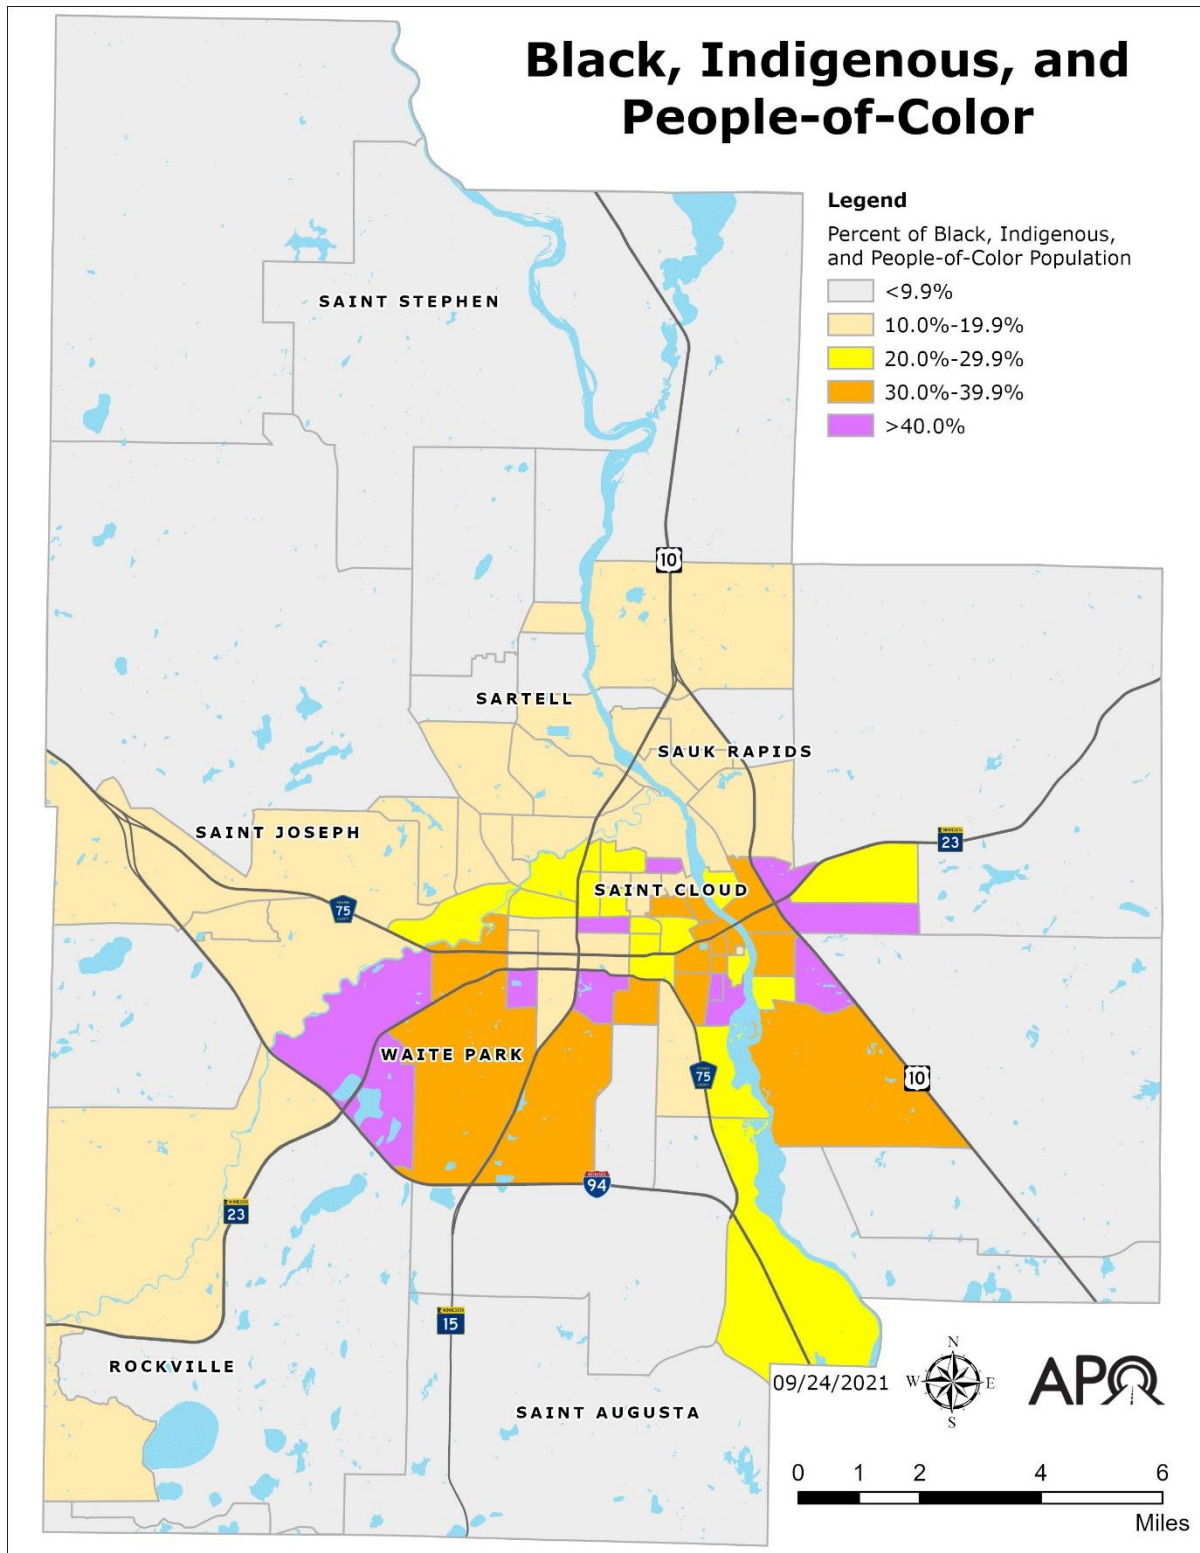 Black, Indigenous, and
People-of-Color
Legend
Percent of Black, Indigenous,
and People-of-Color Population
<9.9%
10.0%-19.9%
20.0%-29.9%
30.0%-39.9%
>40.0%
SAINT STEPHEN
10
SARTELL
SAUK RAPIDS
SAINT JOSEPH
MINNESOTA
23
SAINT CLOUD
75
WAITE PARK
75
10
94
MINNESOTA
23
MINNESOTA
15
ROCKVILLE
SAINT AUGUSTA
09/24/2021
N
W E
S
APO
0 1 2 4 6
Miles